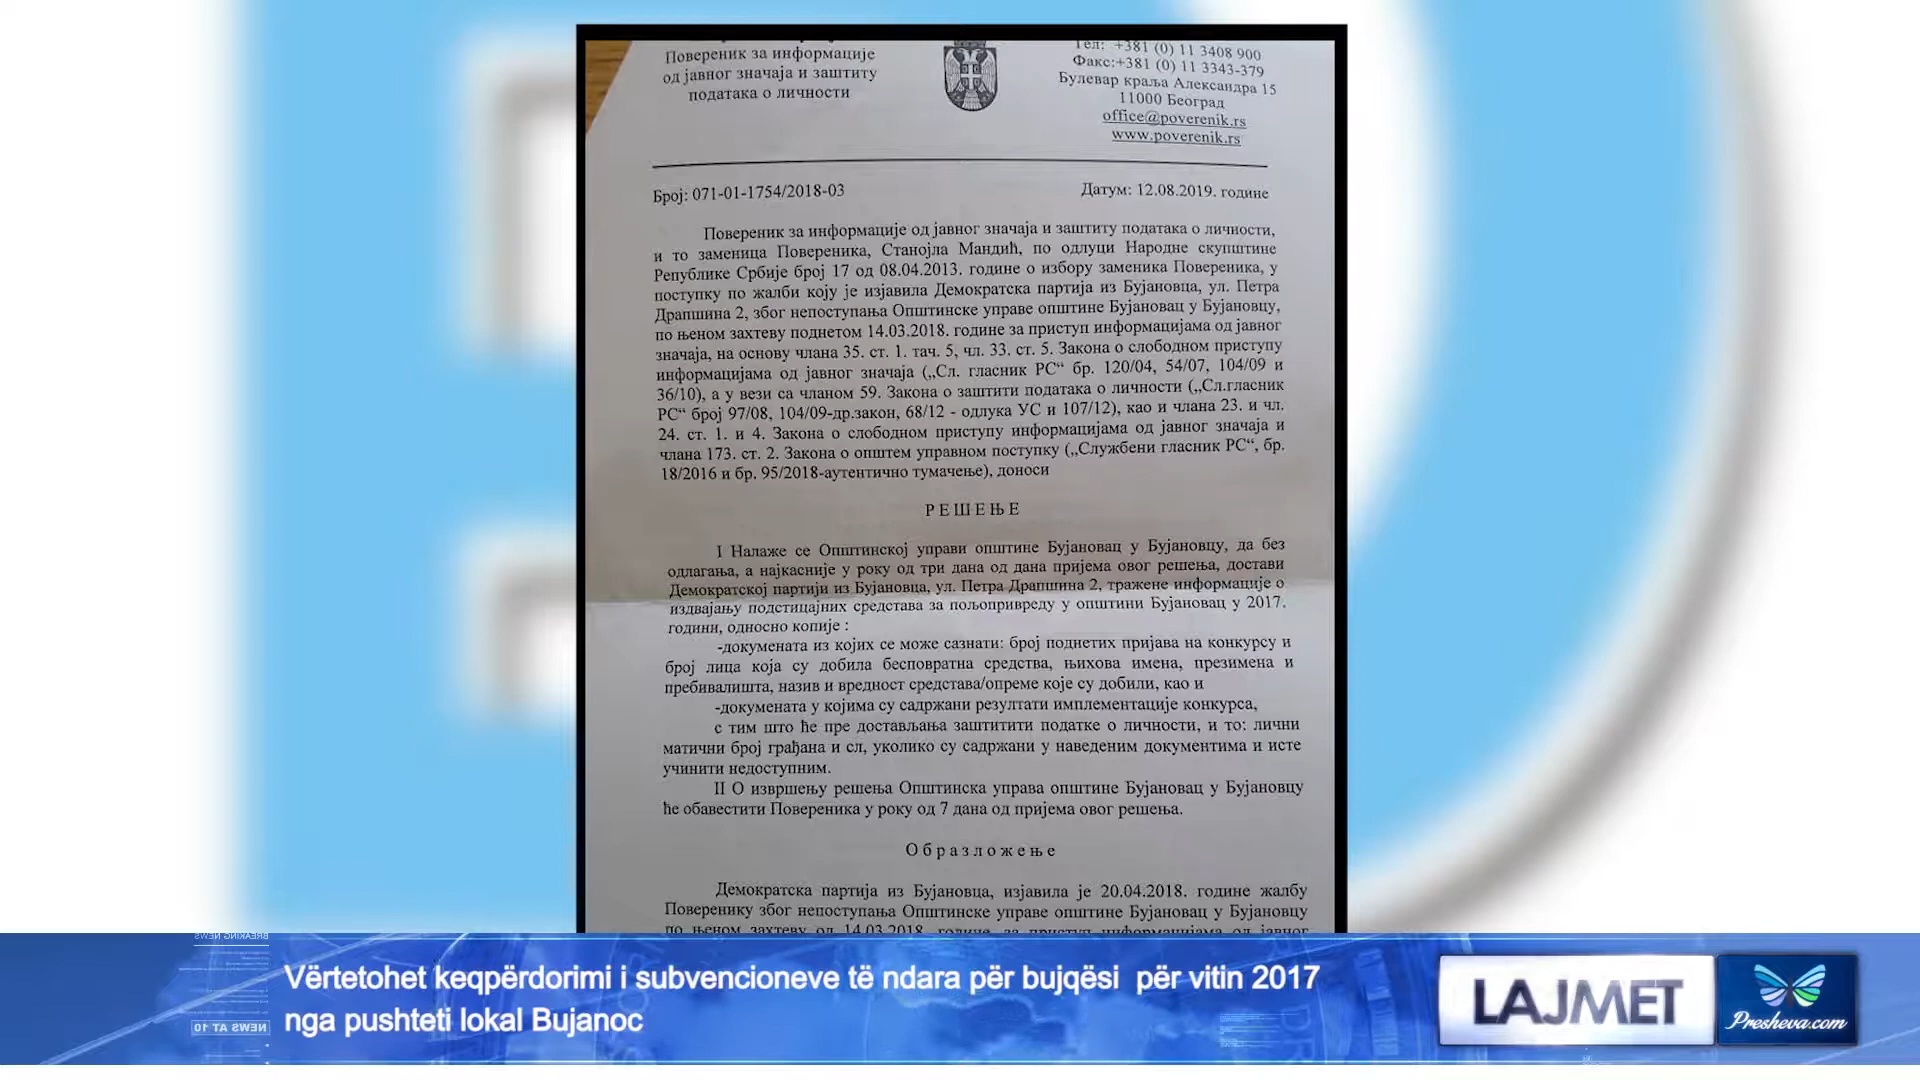 Повереник за информације
од јавног значаја и заштиту
података о личности
Тел: +381 (0) 11 3408 900
Факс:+381 (0) 11 3343-379
Булевар краља Александра 15
11000 Београд
office@poverenik.rs
www.poverenik.rs
Број: 071-01-1754/2018-03
Датум: 12.08.2019. године
Повереник за информације од јавног значаја и заштиту података о личности,
и то заменица Повереника, Станојла Мандић, по одлуци Народне скупштине
Републике Србије број 17 од 08.04.2013. године о избору заменика Повереника, у
поступку по жалби коју је изјавила Демократска партија из Бујановца, ул. Петра
Драпшина 2, због непоступања Општинске управе општине Бујановац у Бујановцу,
по њеном захтеву поднетом 14.03.2018. године за приступ информацијама од јавног
значаја, на основу члана 35. ст. 1. тач. 5, чл. 33. ст. 5. Закона о слободном приступу
информацијама од јавног значаја („Сл. гласник РС“ бр. 120/04, 54/07, 104/09 и
36/10), а у вези са чланом 59. Закона о заштити података о личности („Сл.гласник
РС“ број 97/08, 104/09-др.закон, 68/12 - одлука УС и 107/12), као и члана 23. и чл.
24. ст. 1. и 4. Закона о слободном приступу информацијама од јавног значаја и
члана 173. ст. 2. Закона о општем управном поступку („Службени гласник РС“, бр.
18/2016 и бр. 95/2018-аутентично тумачење), доноси
Р Е Ш Е Њ Е
I Налаже се Општинској управи општине Бујановац у Бујановцу, да без
одлагања, а најкасније у року од три дана од дана пријема овог решења, достави
Демократској партији из Бујановца, ул. Петра Драпшина 2, тражене информације о
издвајању подстицајних средстава за пољопривреду у општини Бујановац у 2017.
години, односно копије :
-докумената из којих се може сазнати: број поднетих пријава на конкурсу и
број лица која су добила бесповратна средства, њихова имена, презимена и
пребивалишта, назив и вредност средстава/опреме које су добили, као и
-докумената у којима су садржани резултати имплементације конкурса,
с тим што ће пре достављања заштитити податке о личности, и то: лични
матични број грађана и сл, уколико су садржани у наведеним документима и исте
учинити недоступним.
II О извршењу решења Општинска управа општине Бујановац у Бујановцу
ће обавестити Повереника у року од 7 дана од пријема овог решења.
О б р а з л о ж е њ е
Демократска партија из Бујановца, изјавила је 20.04.2018. године жалбу
Поверенику због непоступања Општинске управе општине Бујановац у Бујановцу
по њеном захтеву од 14.03.2018. године, за приступ информацијама од јавног
BREAKING NEWS
NEWS AT 10
Vërtetohet keqpërdorimi i subvencioneve të ndara për bujqësi për vitin 2017
nga pushteti lokal Bujanoc
LAJMET
Presheva.com